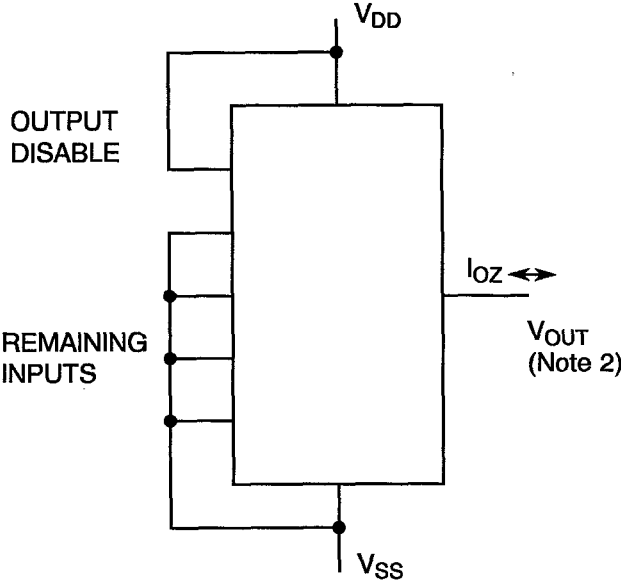 VDD
OUTPUT
DISABLE
IOZ
REMAINING
INPUTS
VOUT
(Note 2)
VSS